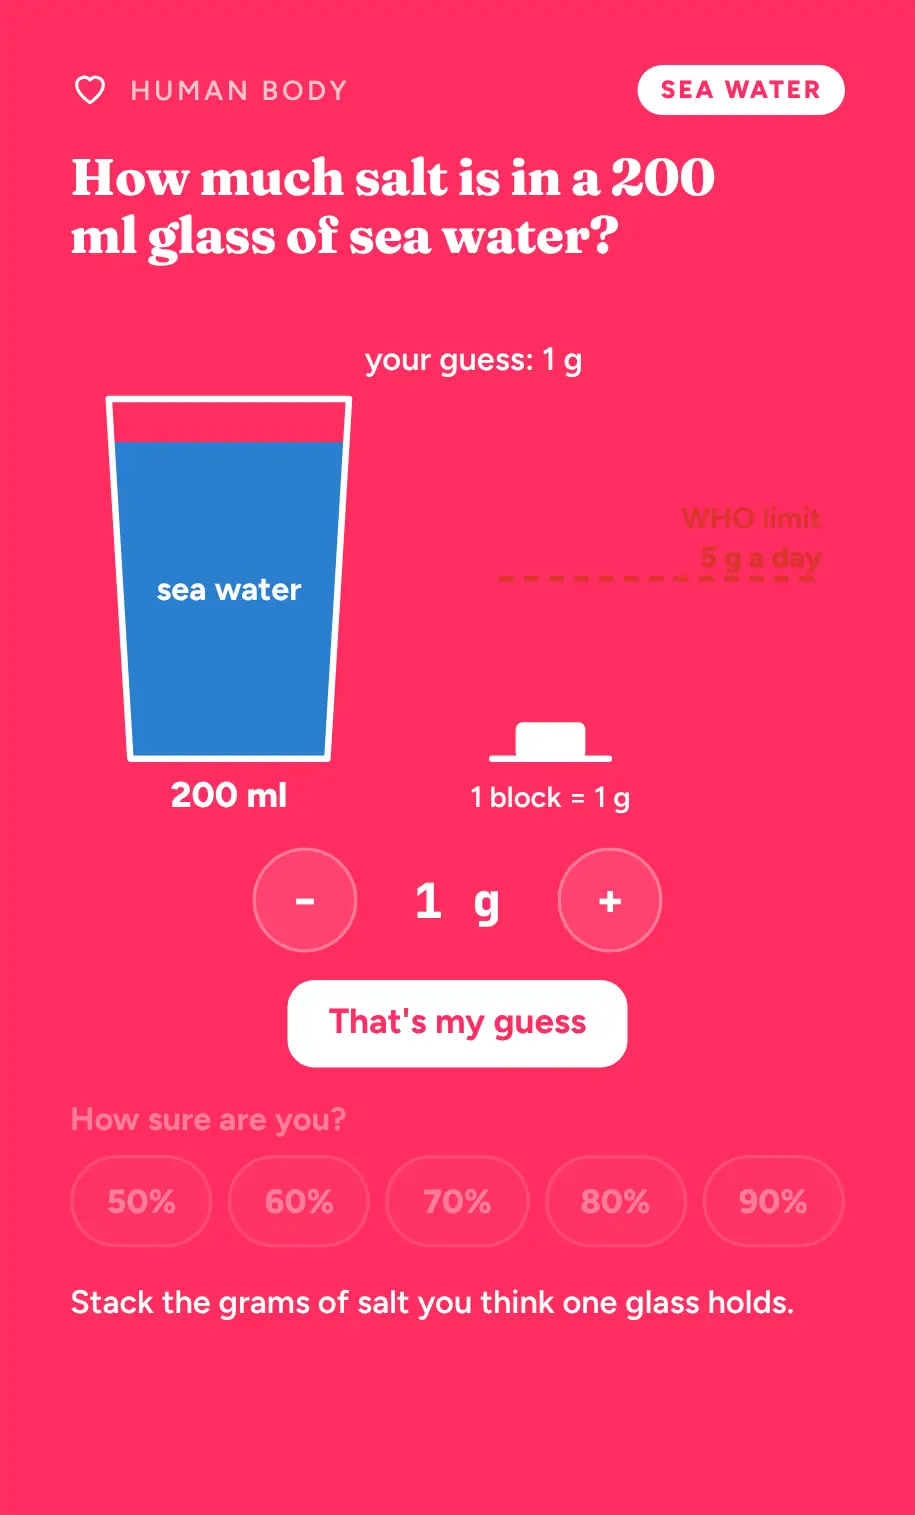 HUMAN BODY
SEA WATER
How much salt is in a 200
ml glass of sea water?
your guess: 1 g
WHO limit
5 g a day
sea water
200 ml
1 block = 1 g
-
1 g
+
That's my guess
How sure are you?
50%
60%
70%
80%
90%
Stack the grams of salt you think one glass holds.